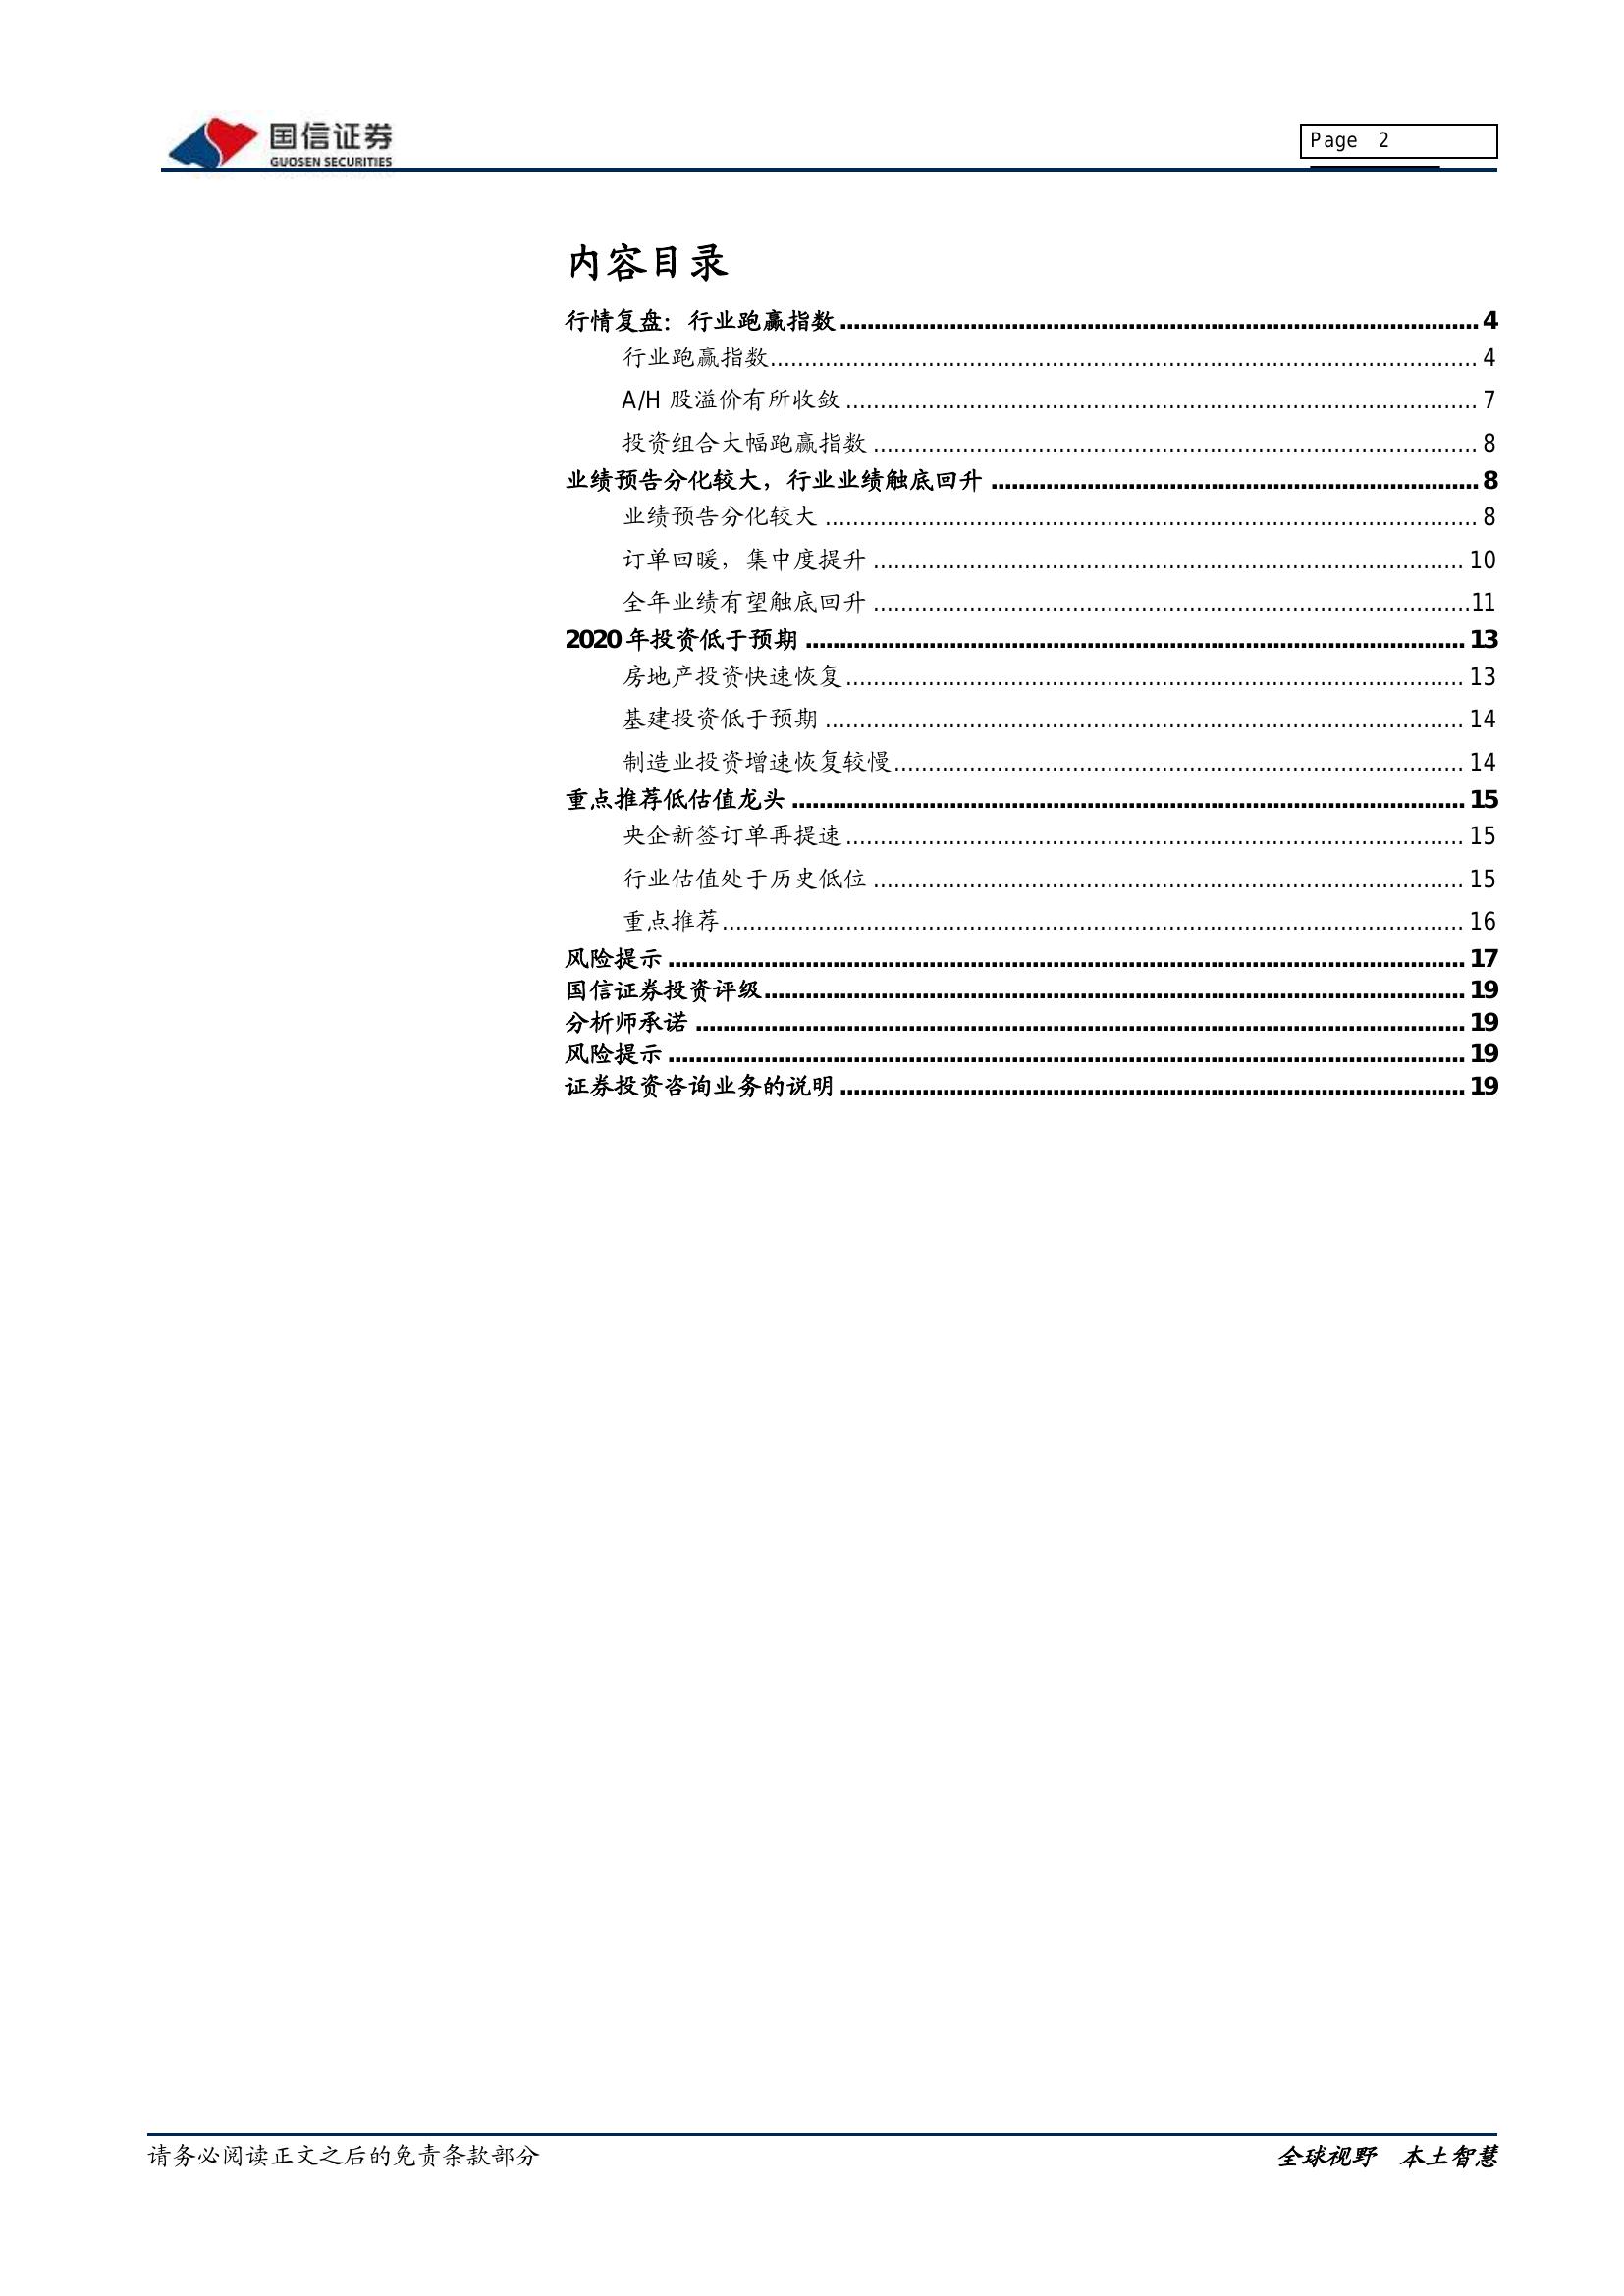 国信证券
GUOSEN SECURITIES
Page 2
内容目录
行情复盘：行业跑赢指数 ........................................ 4
行业跑赢指数 ........................................ 4
A/H 股溢价有所收敛 ........................................ 7
投资组合大幅跑赢指数 ........................................ 8
业绩预告分化较大，行业业绩触底回升 ........................................ 8
业绩预告分化较大 ........................................ 8
订单回暖，集中度提升 ........................................ 10
全年业绩有望触底回升 ........................................ 11
2020 年投资低于预期 ........................................ 13
房地产投资快速恢复 ........................................ 13
基建投资低于预期 ........................................ 14
制造业投资增速恢复较慢 ........................................ 14
重点推荐低估值龙头 ........................................ 15
央企新签订单再提速 ........................................ 15
行业估值处于历史低位 ........................................ 15
重点推荐 ........................................ 16
风险提示 ........................................ 17
国信证券投资评级 ........................................ 19
分析师承诺 ........................................ 19
风险提示 ........................................ 19
证券投资咨询业务的说明 ........................................ 19
请务必阅读正文之后的免责条款部分
全球视野 本土智慧